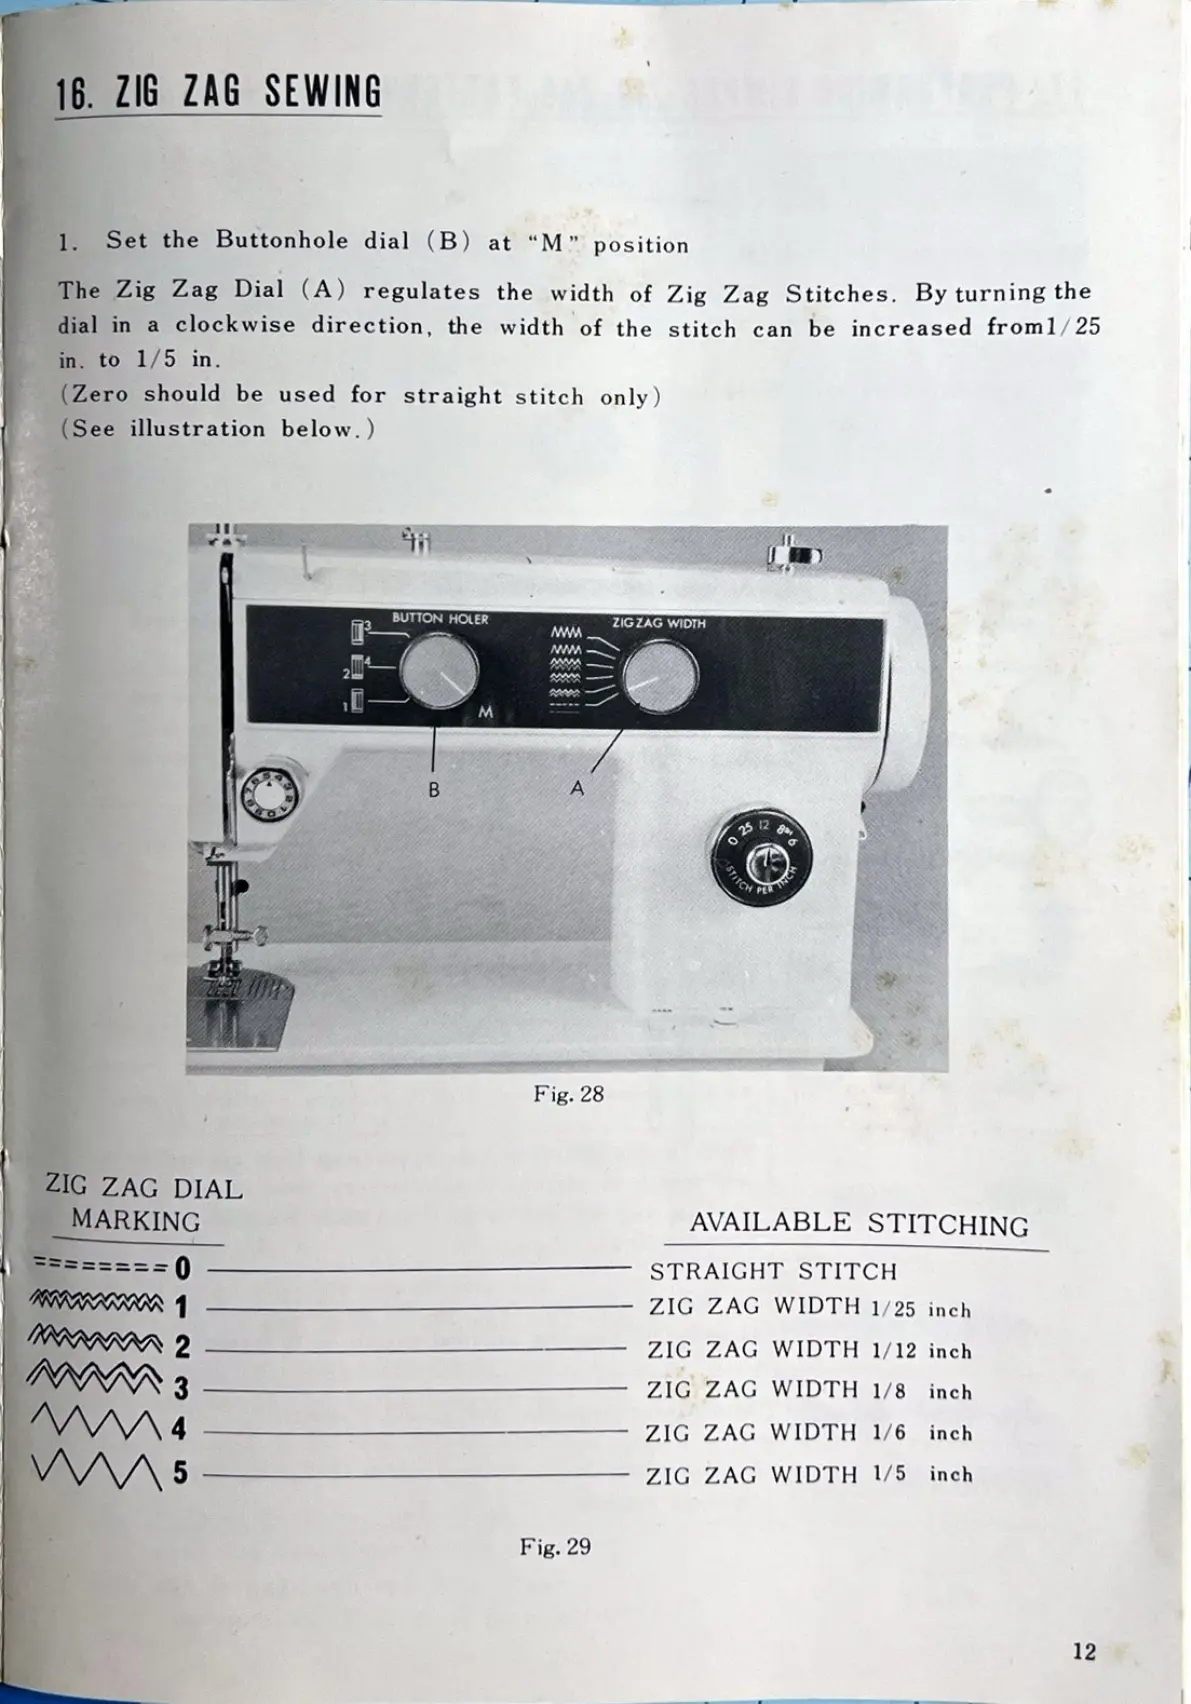 16. ZIG ZAG SEWING
1. Set the Buttonhole dial (B) at “M” position
The Zig Zag Dial (A) regulates the width of Zig Zag Stitches. By turning the
dial in a clockwise direction, the width of the stitch can be increased from1/25
in. to 1/5 in.
(Zero should be used for straight stitch only)
(See illustration below.)
BUTTON HOLER
ZIGZAG WIDTH
3
2 4
1
M
B
A
0 25 12 8 6
STITCH PER INCH
Fig. 28
ZIG ZAG DIAL
MARKING
AVAILABLE STITCHING
0 STRAIGHT STITCH
1 ZIG ZAG WIDTH 1/25 inch
2 ZIG ZAG WIDTH 1/12 inch
3 ZIG ZAG WIDTH 1/8 inch
4 ZIG ZAG WIDTH 1/6 inch
5 ZIG ZAG WIDTH 1/5 inch
Fig. 29
12